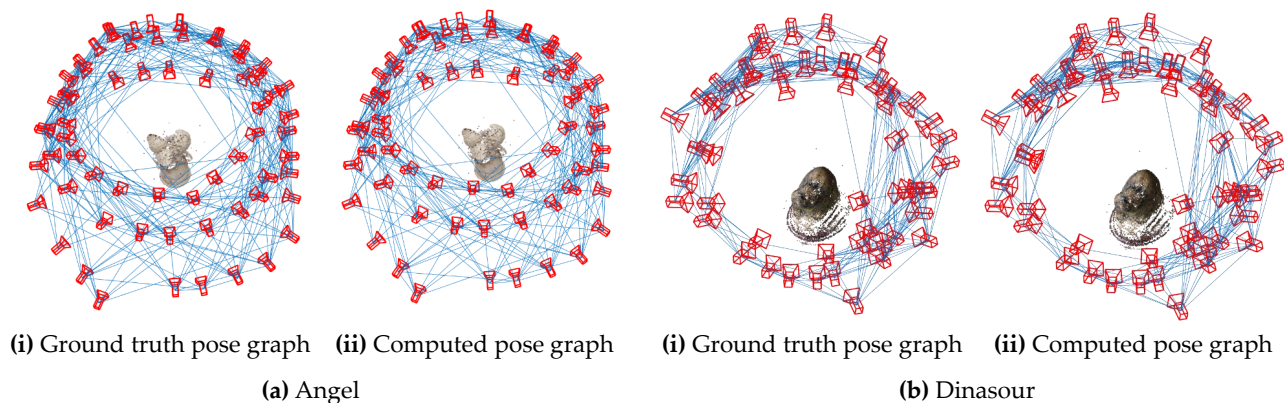 (i) Ground truth pose graph (ii) Computed pose graph (i) Ground truth pose graph (ii) Computed pose graph
(a) Angel (b) Dinasour